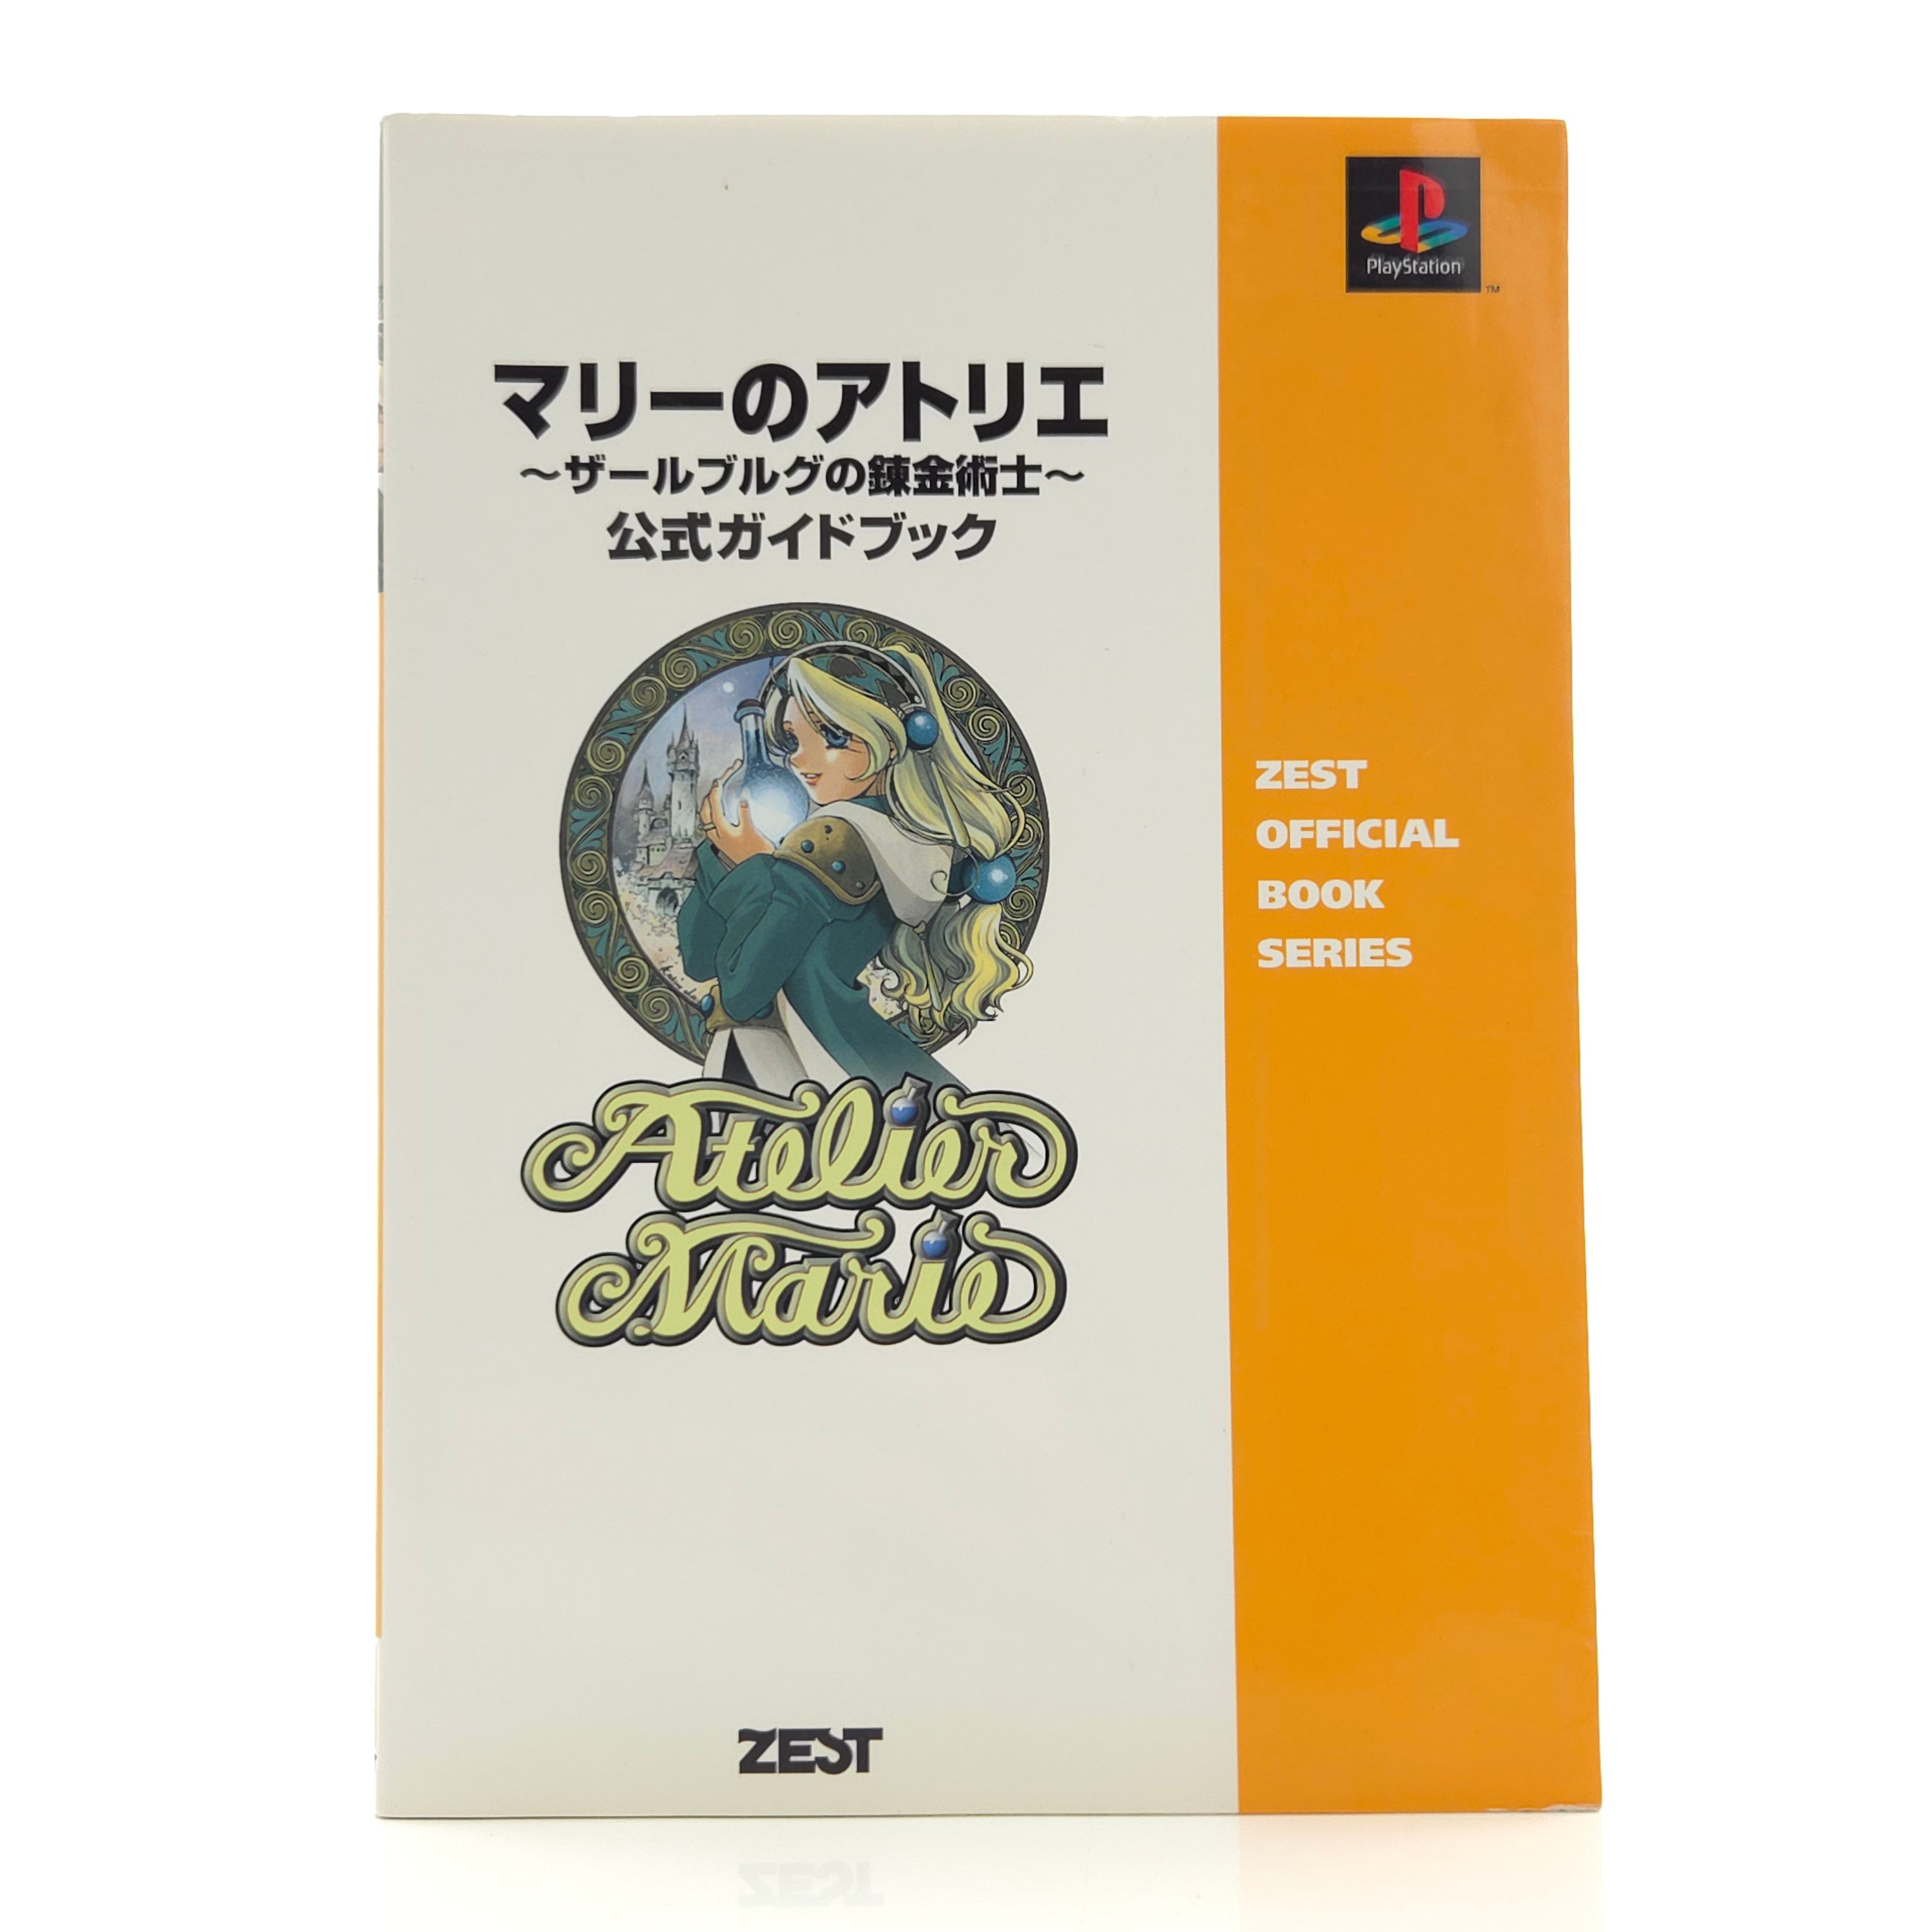 PlayStation
TM
マリーのアトリエ
～ザールブルグの錬金術士～
公式ガイドブック
ZEST
OFFICIAL
BOOK
SERIES
Atelier
Marie
ZEST